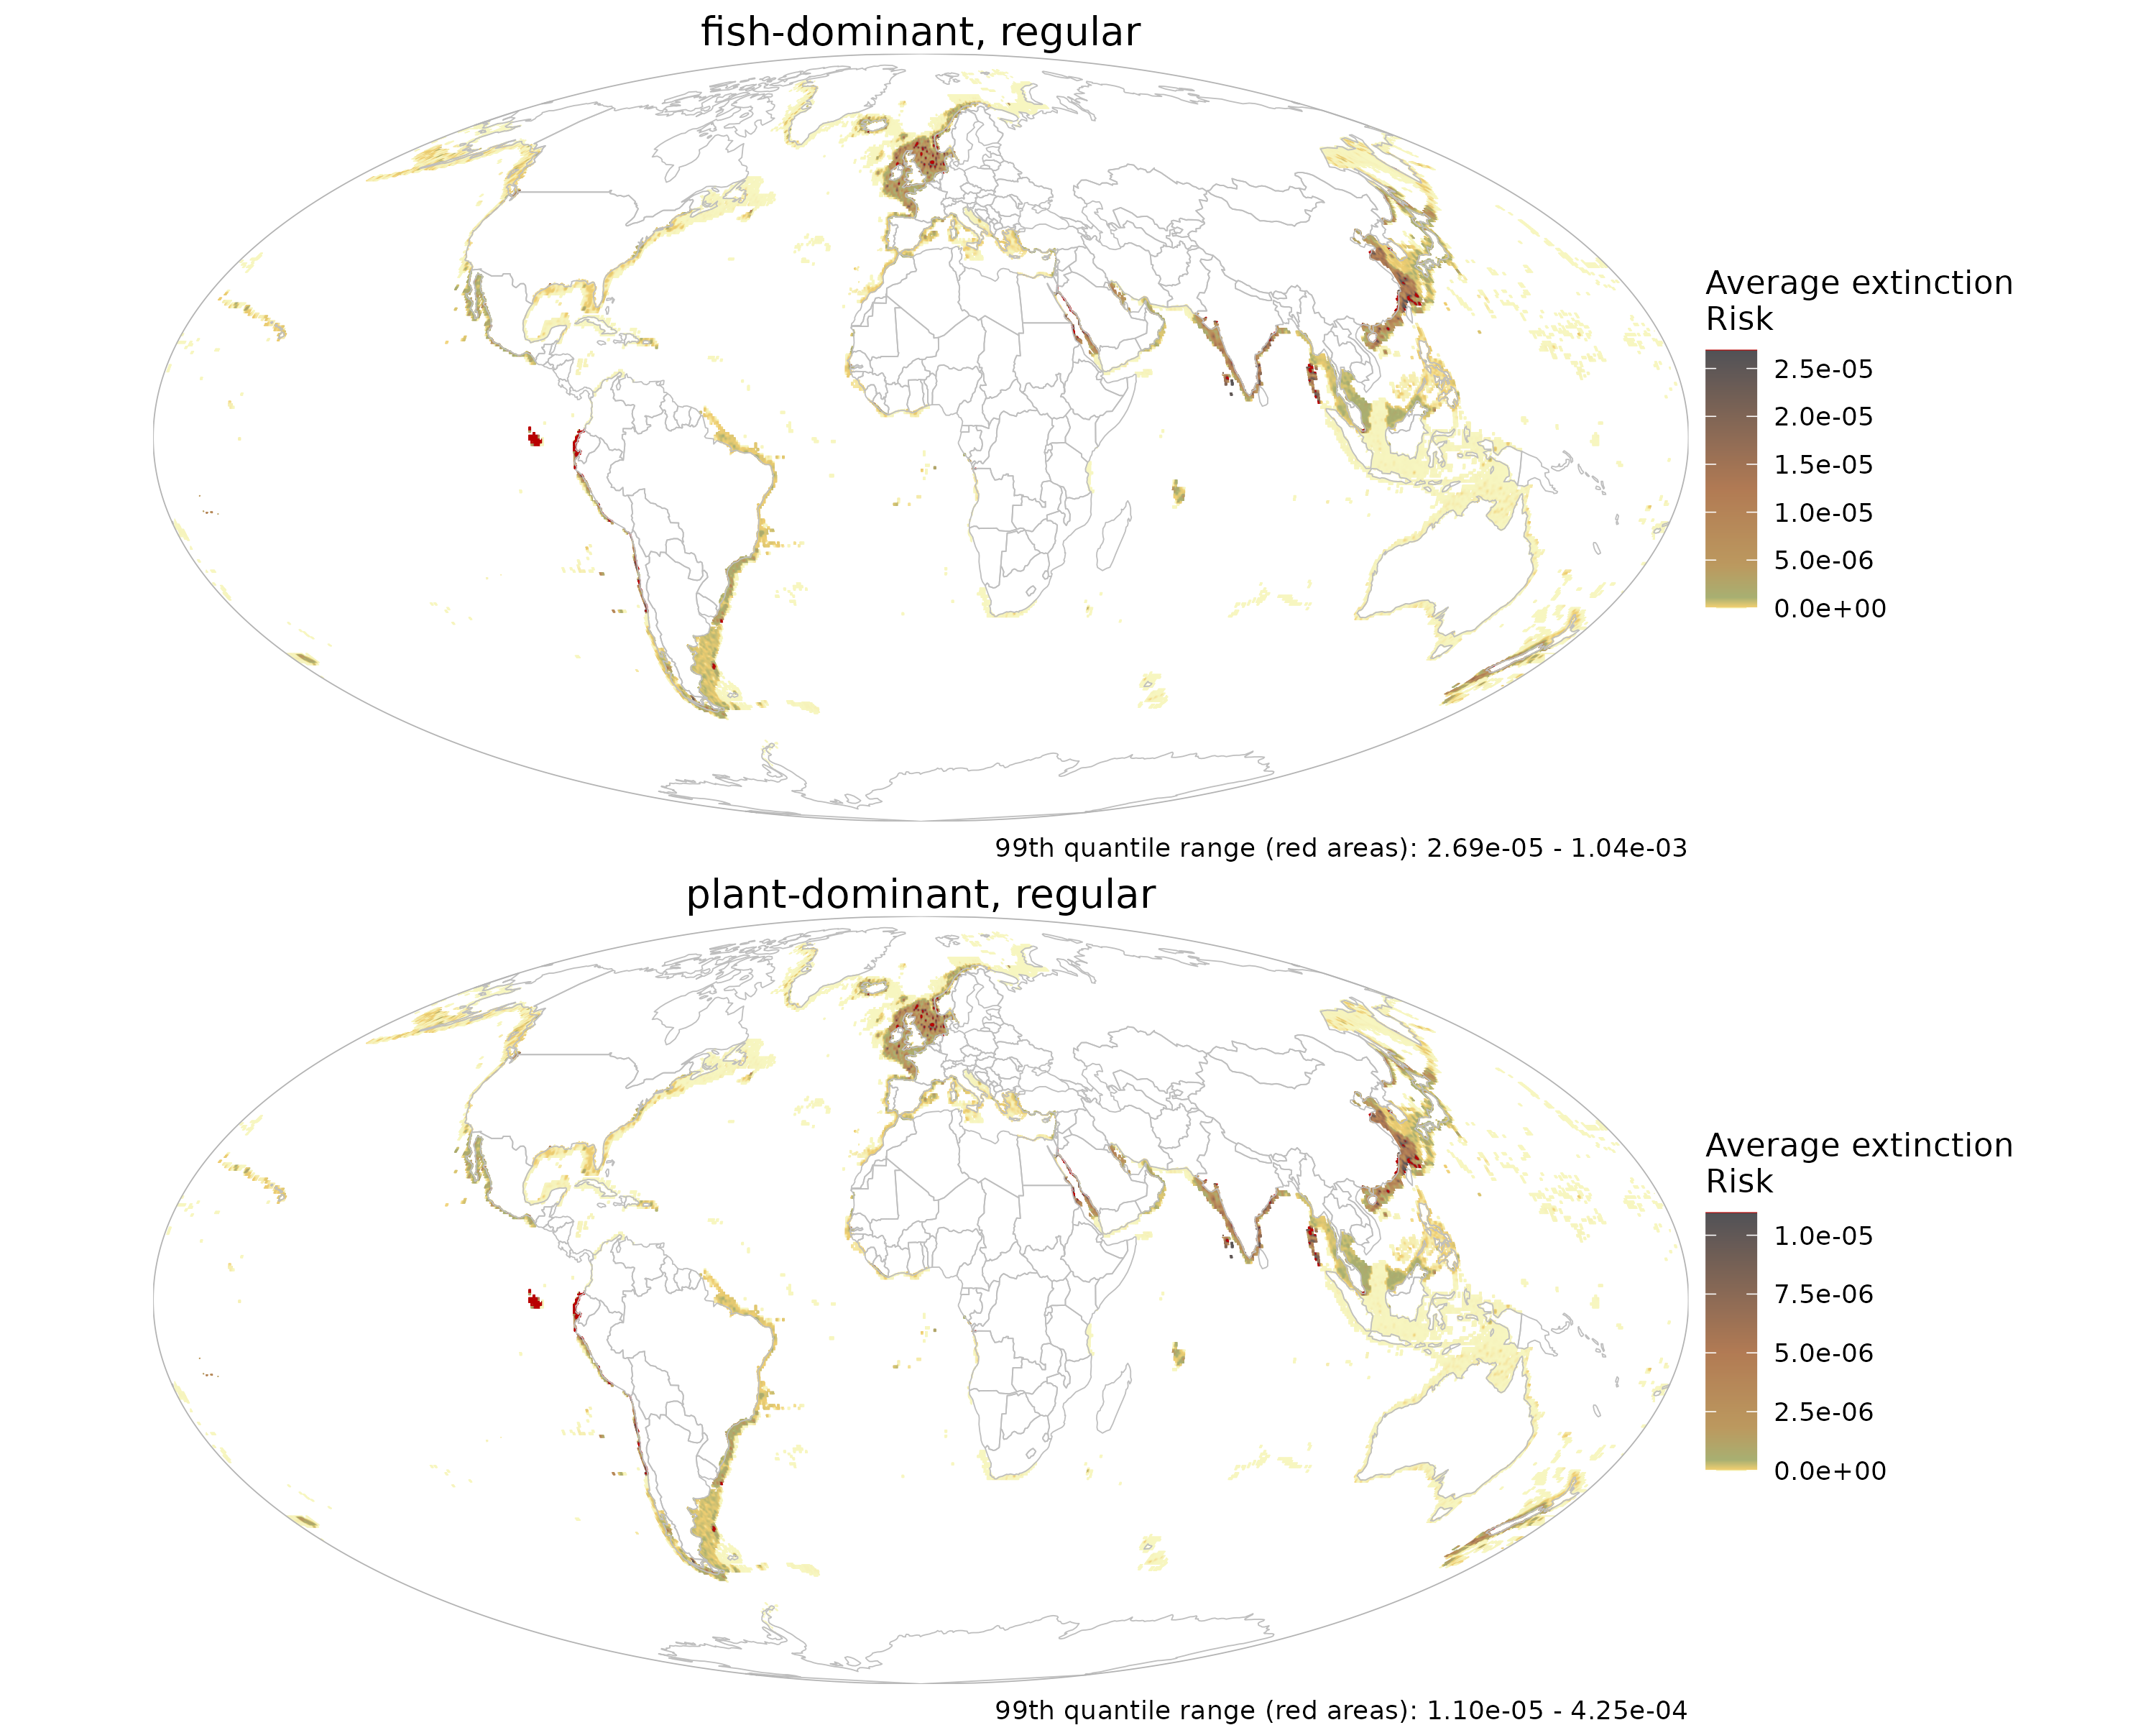 fish-dominant, regular
Average extinction
Risk
2.5e-05
2.0e-05
1.5e-05
1.0e-05
5.0e-06
0.0e+00
99th quantile range (red areas): 2.69e-05 - 1.04e-03
plant-dominant, regular
Average extinction
Risk
1.0e-05
7.5e-06
5.0e-06
2.5e-06
0.0e+00
99th quantile range (red areas): 1.10e-05 - 4.25e-04